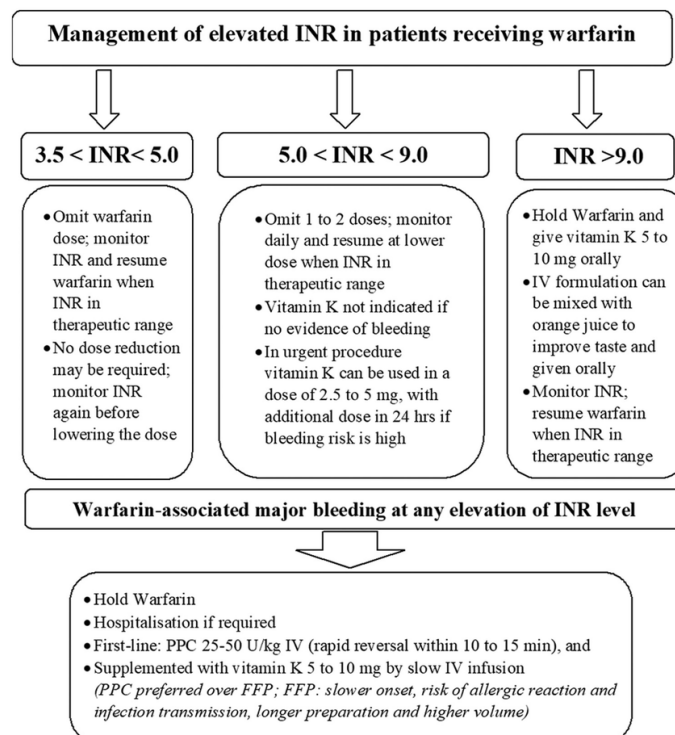 Management of elevated INR in patients receiving warfarin
3.5 < INR< 5.0
•Omit warfarin
dose; monitor
INR and resume
warfarin when
INR in
therapeutic range
•No dose reduction
may be required;
monitor INR
again before
lowering the dose
5.0 < INR < 9.0
•Omit 1 to 2 doses; monitor
daily and resume at lower
dose when INR in
therapeutic range
•Vitamin K not indicated if
no evidence of bleeding
•In urgent procedure
vitamin K can be used in a
dose of 2.5 to 5 mg, with
additional dose in 24 hrs if
bleeding risk is high
INR >9.0
•Hold Warfarin and
give vitamin K 5 to
10 mg orally
•IV formulation can
be mixed with
orange juice to
improve taste and
given orally
•Monitor INR;
resume warfarin
when INR in
therapeutic range
Warfarin-associated major bleeding at any elevation of INR level
•Hold Warfarin
•Hospitalisation if required
•First-line: PPC 25-50 U/kg IV (rapid reversal within 10 to 15 min), and
•Supplemented with vitamin K 5 to 10 mg by slow IV infusion
(PPC preferred over FFP; FFP: slower onset, risk of allergic reaction and
infection transmission, longer preparation and higher volume)